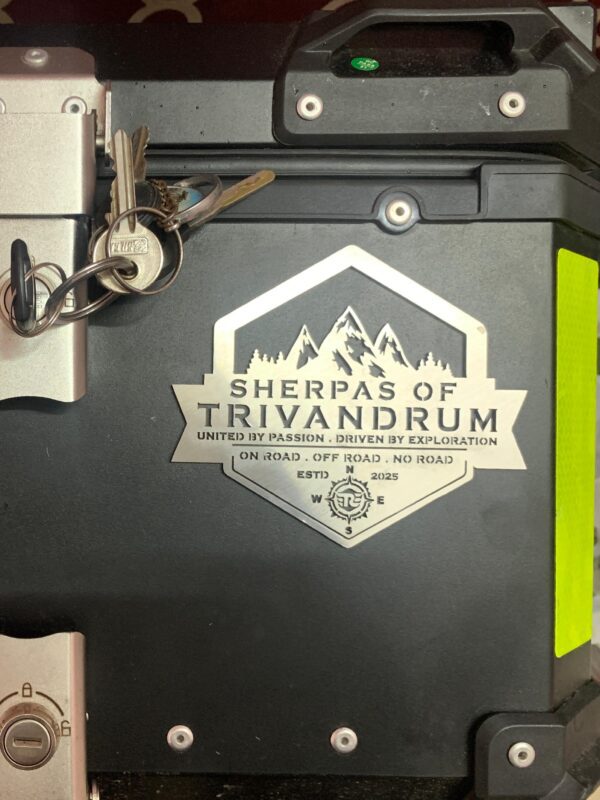 SHERPAS OF
TRIVANDRUM
UNITED BY PASSION . DRIVEN BY EXPLORATION
ON ROAD . OFF ROAD . NO ROAD
ESTD 2025
N
W E
S